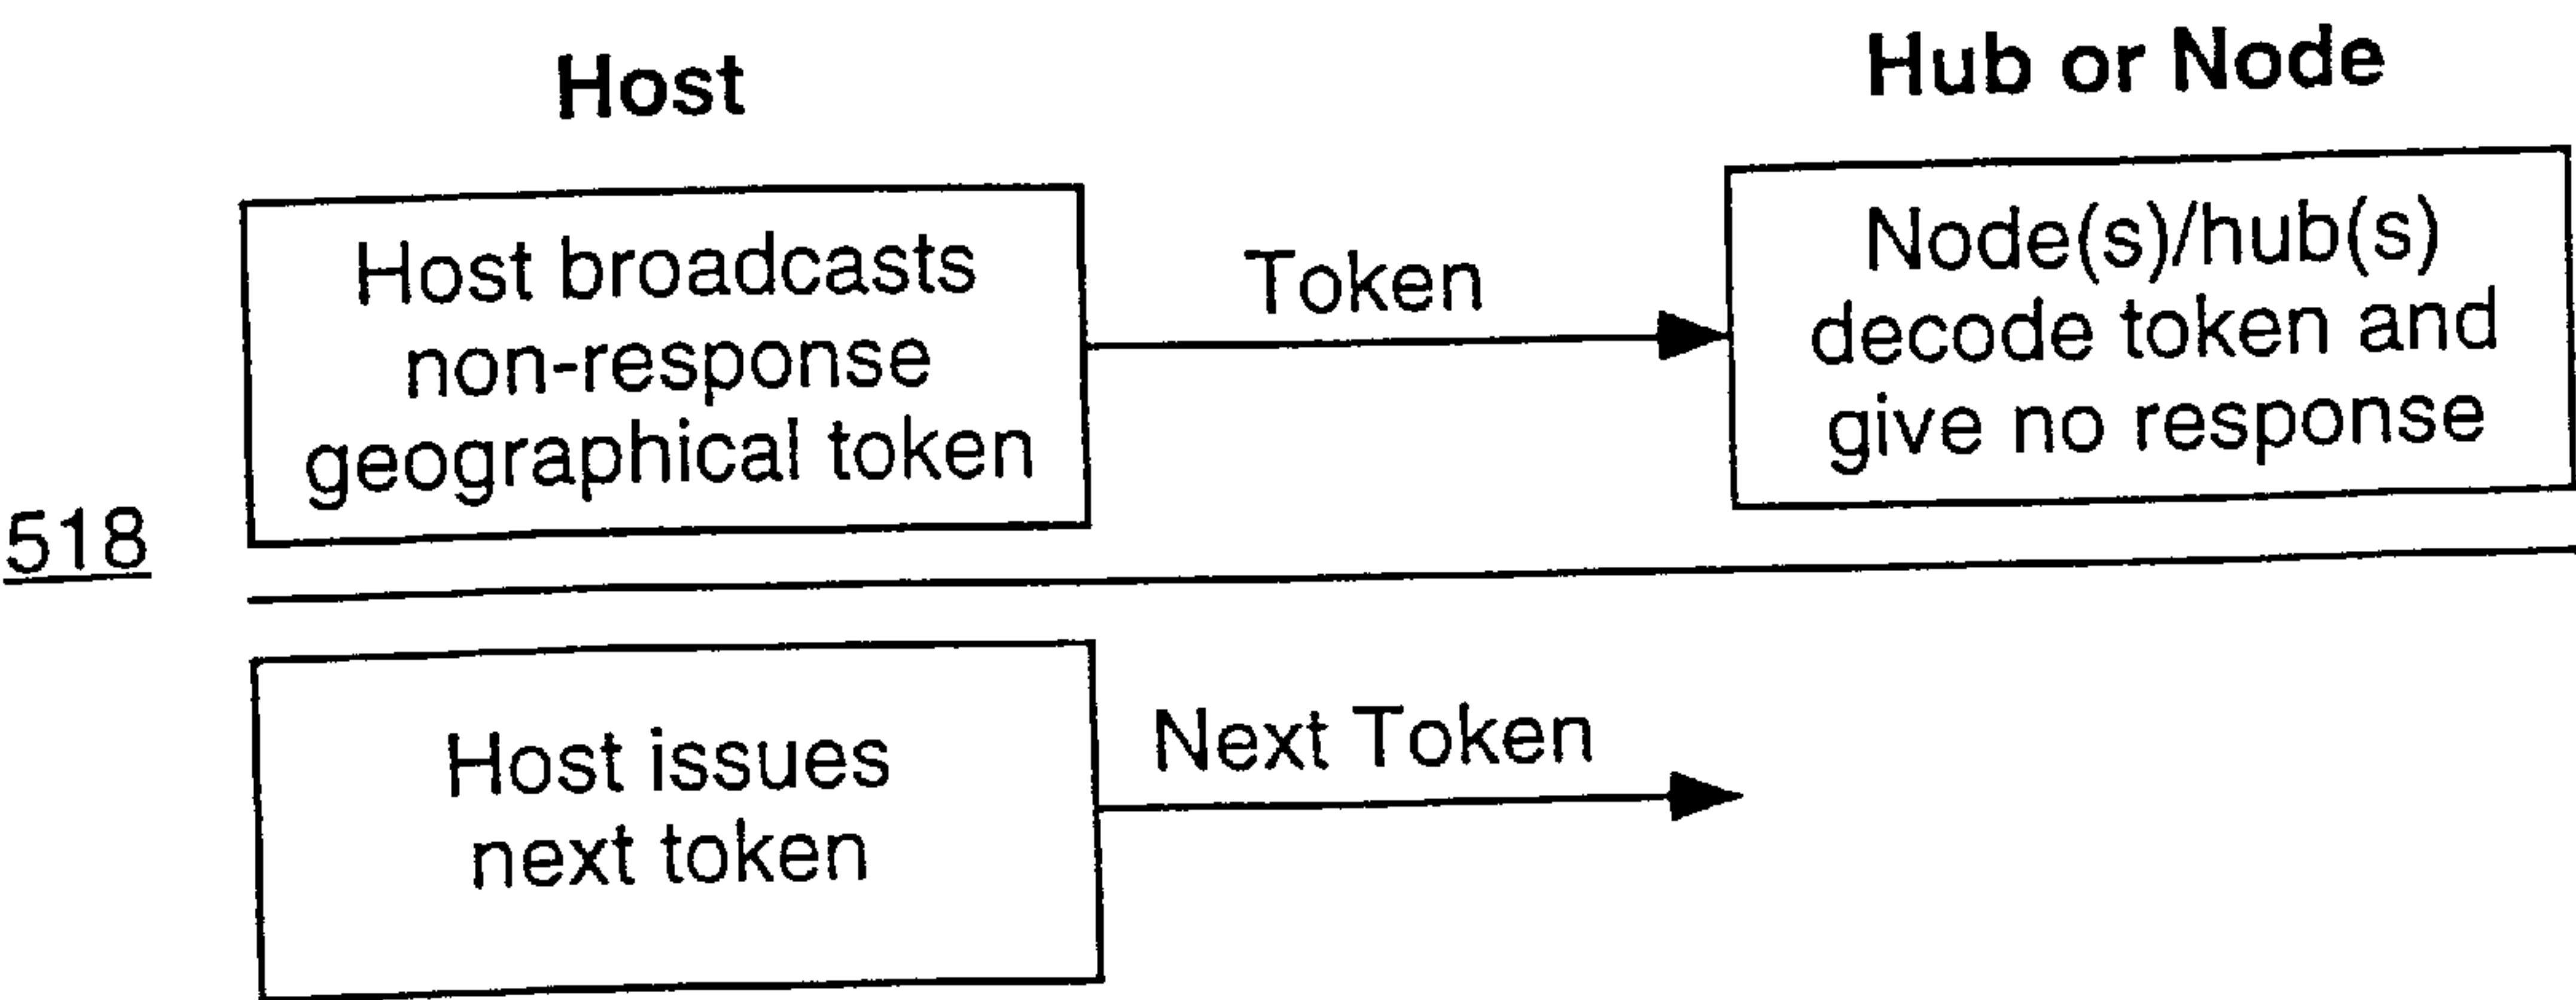 Host
Hub or Node
Host broadcasts
non-response
geographical token
Token
Node(s)/hub(s)
decode token and
give no response
518
Host issues
next token
Next Token